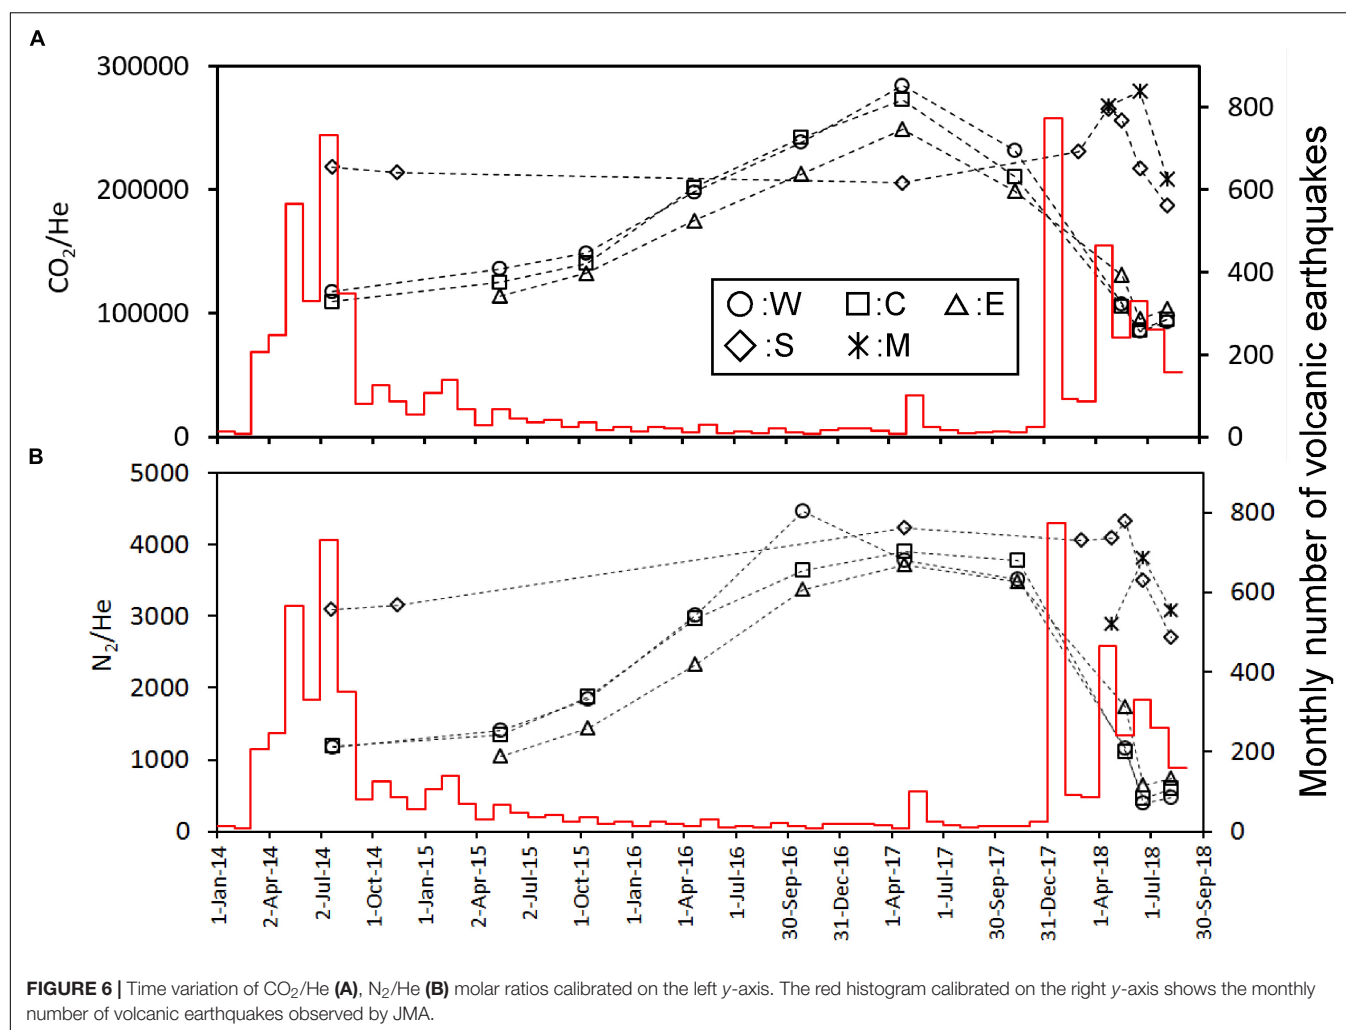 A
300000
200000
100000
0
CO₂/He
800
600
400
200
0
:W :C :E
:S :M
Monthly number of volcanic earthquakes
B
5000
4000
3000
2000
1000
0
N₂/He
800
600
400
200
0
1-Jan-14
2-Apr-14
2-Jul-14
1-Oct-14
1-Jan-15
2-Apr-15
2-Jul-15
1-Oct-15
1-Jan-16
1-Apr-16
1-Jul-16
30-Sep-16
31-Dec-16
1-Apr-17
1-Jul-17
30-Sep-17
31-Dec-17
1-Apr-18
1-Jul-18
30-Sep-18
FIGURE 6 | Time variation of CO₂/He (A), N₂/He (B) molar ratios calibrated on the left y-axis. The red histogram calibrated on the right y-axis shows the monthly
number of volcanic earthquakes observed by JMA.